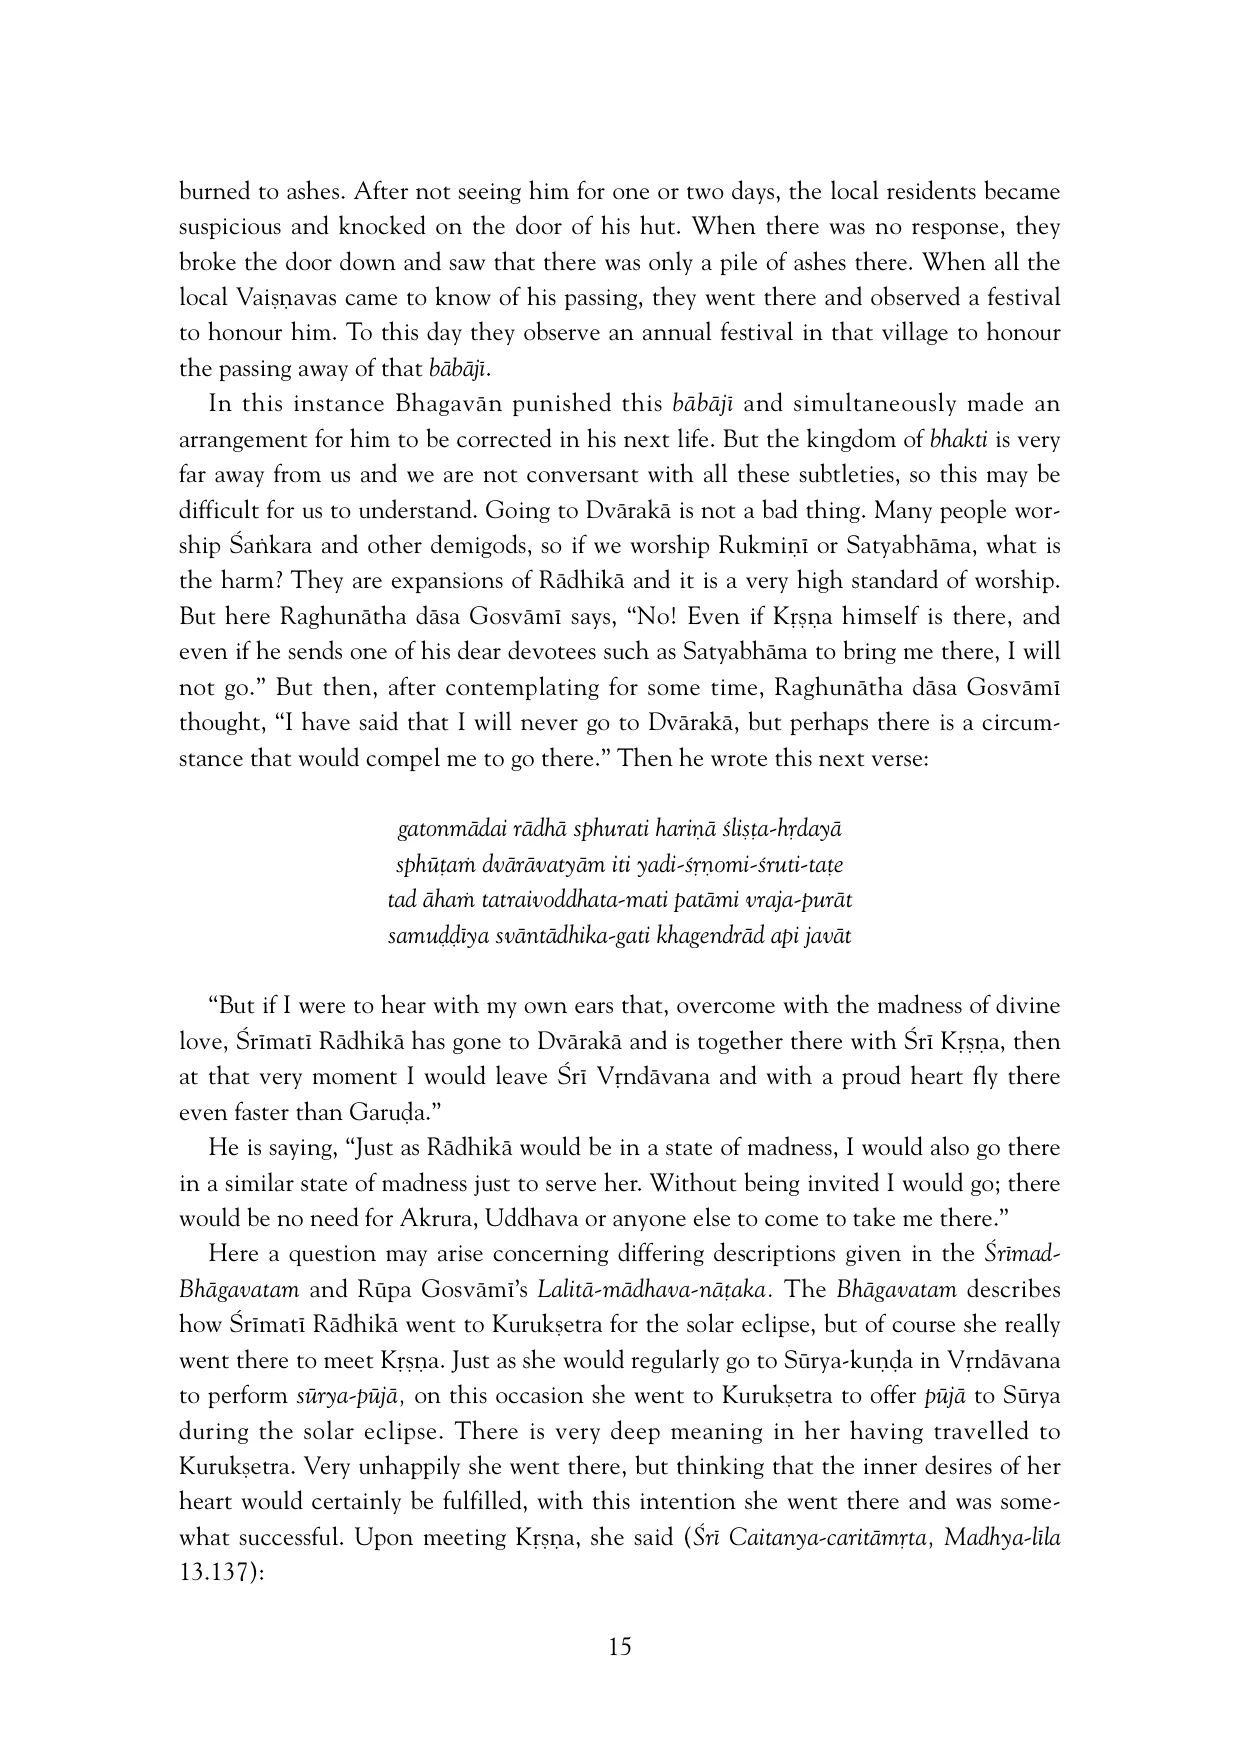 burned to ashes. After not seeing him for one or two days, the local residents became
suspicious and knocked on the door of his hut. When there was no response, they
broke the door down and saw that there was only a pile of ashes there. When all the
local Vaiṣṇavas came to know of his passing, they went there and observed a festival
to honour him. To this day they observe an annual festival in that village to honour
the passing away of that bābājī.
In this instance Bhagavān punished this bābājī and simultaneously made an
arrangement for him to be corrected in his next life. But the kingdom of bhakti is very
far away from us and we are not conversant with all these subtleties, so this may be
difficult for us to understand. Going to Dvārakā is not a bad thing. Many people wor-
ship Śaṅkara and other demigods, so if we worship Rukmiṇī or Satyabhāma, what is
the harm? They are expansions of Rādhikā and it is a very high standard of worship.
But here Raghunātha dāsa Gosvāmī says, “No! Even if Kṛṣṇa himself is there, and
even if he sends one of his dear devotees such as Satyabhāma to bring me there, I will
not go.” But then, after contemplating for some time, Raghunātha dāsa Gosvāmī
thought, “I have said that I will never go to Dvārakā, but perhaps there is a circum-
stance that would compel me to go there.” Then he wrote this next verse:
gatonmādai rādhā sphurati hariṇā śliṣṭa-hṛdayā
sphūṭaṁ dvārāvatyām iti yadi-śṛṇomi-śruti-taṭe
tad āhaṁ tatraivoddhata-mati patāmi vraja-purāt
samuḍḍīya svāntādhika-gati khagendrād api javāt
“But if I were to hear with my own ears that, overcome with the madness of divine
love, Śrīmatī Rādhikā has gone to Dvārakā and is together there with Śrī Kṛṣṇa, then
at that very moment I would leave Śrī Vṛndāvana and with a proud heart fly there
even faster than Garuḍa.”
He is saying, “Just as Rādhikā would be in a state of madness, I would also go there
in a similar state of madness just to serve her. Without being invited I would go; there
would be no need for Akrura, Uddhava or anyone else to come to take me there.”
Here a question may arise concerning differing descriptions given in the Śrīmad-
Bhāgavatam and Rūpa Gosvāmī’s Lalitā-mādhava-nāṭaka. The Bhāgavatam describes
how Śrīmatī Rādhikā went to Kurukṣetra for the solar eclipse, but of course she really
went there to meet Kṛṣṇa. Just as she would regularly go to Sūrya-kuṇḍa in Vṛndāvana
to perform sūrya-pūjā, on this occasion she went to Kurukṣetra to offer pūjā to Sūrya
during the solar eclipse. There is very deep meaning in her having travelled to
Kurukṣetra. Very unhappily she went there, but thinking that the inner desires of her
heart would certainly be fulfilled, with this intention she went there and was some-
what successful. Upon meeting Kṛṣṇa, she said (Śrī Caitanya-caritāmṛta, Madhya-līla
13.137):
15